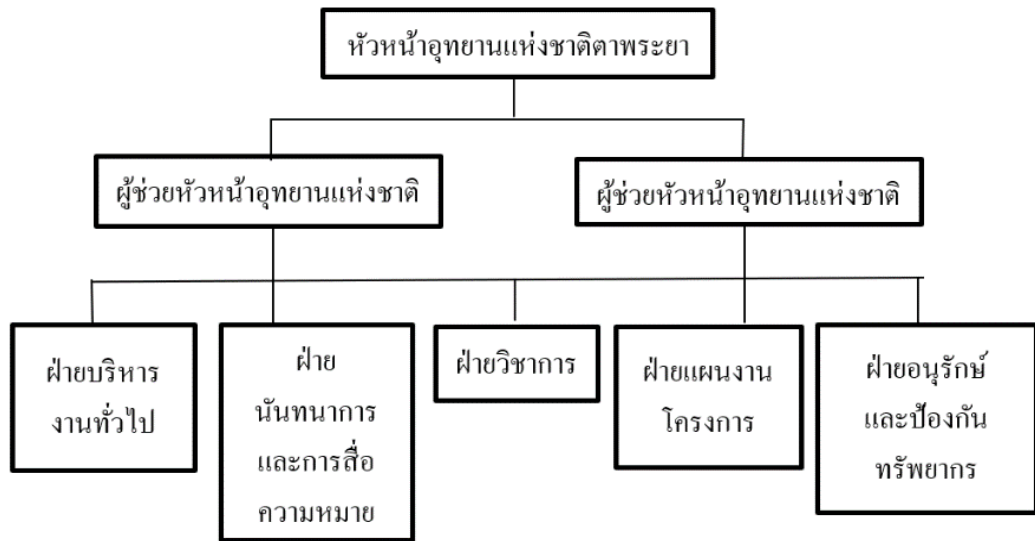 หัวหน้าอุทยานแห่งชาติตาพระยา
ผู้ช่วยหัวหน้าอุทยานแห่งชาติ
ผู้ช่วยหัวหน้าอุทยานแห่งชาติ
ฝ่ายบริหาร
งานทั่วไป
ฝ่าย
นันทนาการ
และการสื่อ
ความหมาย
ฝ่ายวิชาการ
ฝ่ายแผนงาน
โครงการ
ฝ่ายอนุรักษ์
และป้องกัน
ทรัพยากร